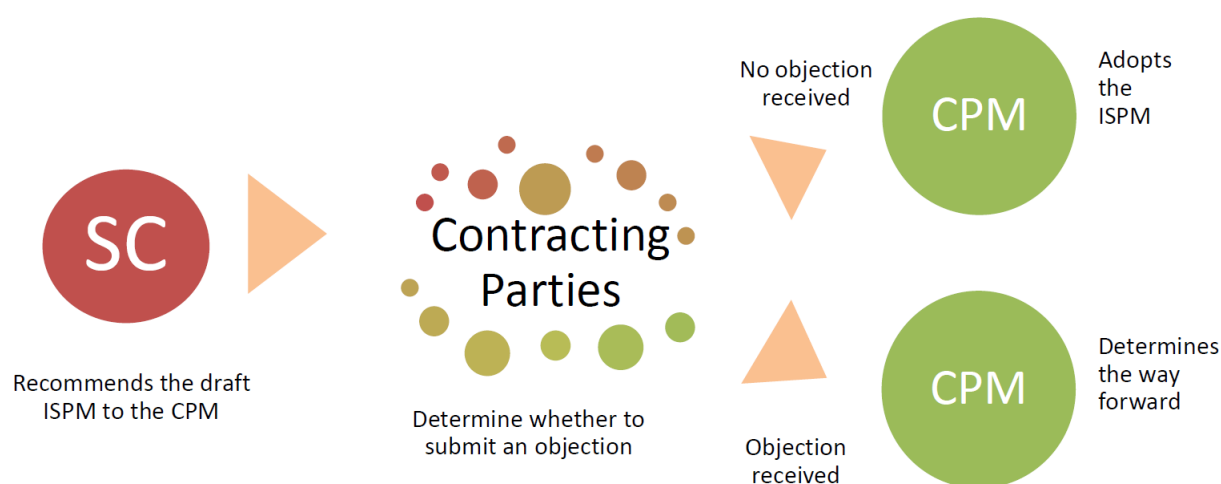 SC
Recommends the draft
ISPM to the CPM
Contracting
Parties
Determine whether to
submit an objection
No objection
received
CPM
Adopts
the
ISPM
Objection
received
CPM
Determines
the way
forward